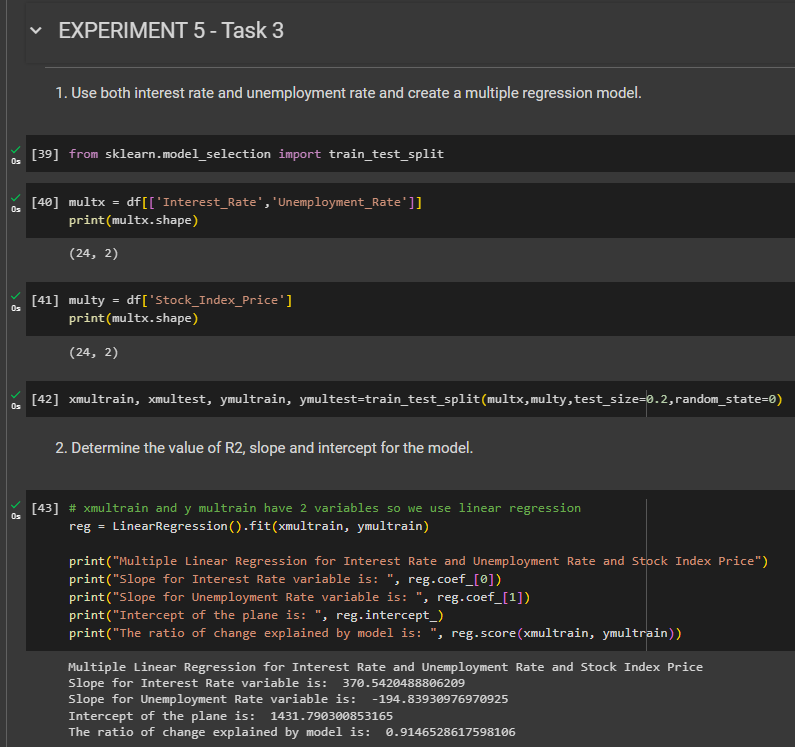 EXPERIMENT 5 - Task 3
1. Use both interest rate and unemployment rate and create a multiple regression model.
0s [39] from sklearn.model_selection import train_test_split
0s [40] multx = df[['Interest_Rate','Unemployment_Rate']]
print(multx.shape)
(24, 2)
0s [41] multy = df['Stock_Index_Price']
print(multx.shape)
(24, 2)
0s [42] xmultrain, xmultest, ymultrain, ymultest=train_test_split(multx,multy,test_size=0.2,random_state=0)
2. Determine the value of R2, slope and intercept for the model.
0s [43] # xmultrain and y multrain have 2 variables so we use linear regression
reg = LinearRegression().fit(xmultrain, ymultrain)
print("Multiple Linear Regression for Interest Rate and Unemployment Rate and Stock Index Price")
print("Slope for Interest Rate variable is: ", reg.coef_[0])
print("Slope for Unemployment Rate variable is: ", reg.coef_[1])
print("Intercept of the plane is: ", reg.intercept_)
print("The ratio of change explained by model is: ", reg.score(xmultrain, ymultrain))
Multiple Linear Regression for Interest Rate and Unemployment Rate and Stock Index Price
Slope for Interest Rate variable is:  370.5420488806209
Slope for Unemployment Rate variable is:  -194.83930976970925
Intercept of the plane is:  1431.790300853165
The ratio of change explained by model is:  0.9146528617598106